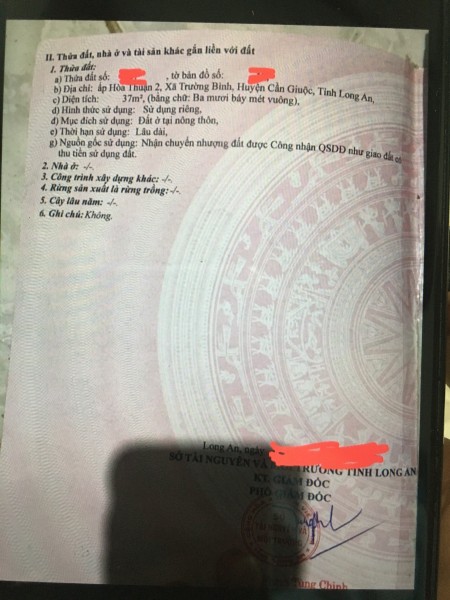 II. Thửa đất, nhà ở và tài sản khác gắn liền với đất
1. Thửa đất:
a) Thửa đất số: , tờ bản đồ số:
b) Địa chỉ: ấp Hòa Thuận 2, Xã Trường Bình, Huyện Cần Giuộc, Tỉnh Long An,
c) Diện tích: 37m², (bằng chữ: Ba mươi bảy mét vuông),
d) Hình thức sử dụng: Sử dụng riêng,
đ) Mục đích sử dụng: Đất ở tại nông thôn,
e) Thời hạn sử dụng: Lâu dài,
g) Nguồn gốc sử dụng: Nhận chuyển nhượng đất được Công nhận QSDĐ như giao đất có
thu tiền sử dụng đất.
2. Nhà ở: -/-.
3. Công trình xây dựng khác: -/-.
4. Rừng sản xuất là rừng trồng: -/-.
5. Cây lâu năm: -/-.
6. Ghi chú: Không.
Long An, ngày
SỞ TÀI NGUYÊN VÀ TRƯỜNG TỈNH LONG AN
KT. GIÁM ĐỐC
PHÓ GIÁM ĐỐC
Chính